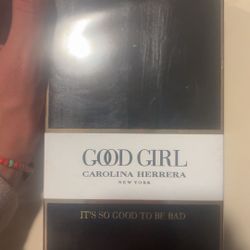 GOOD GIRL
CAROLINA HERRERA
NEW YORK
IT'S SO GOOD TO BE BAD